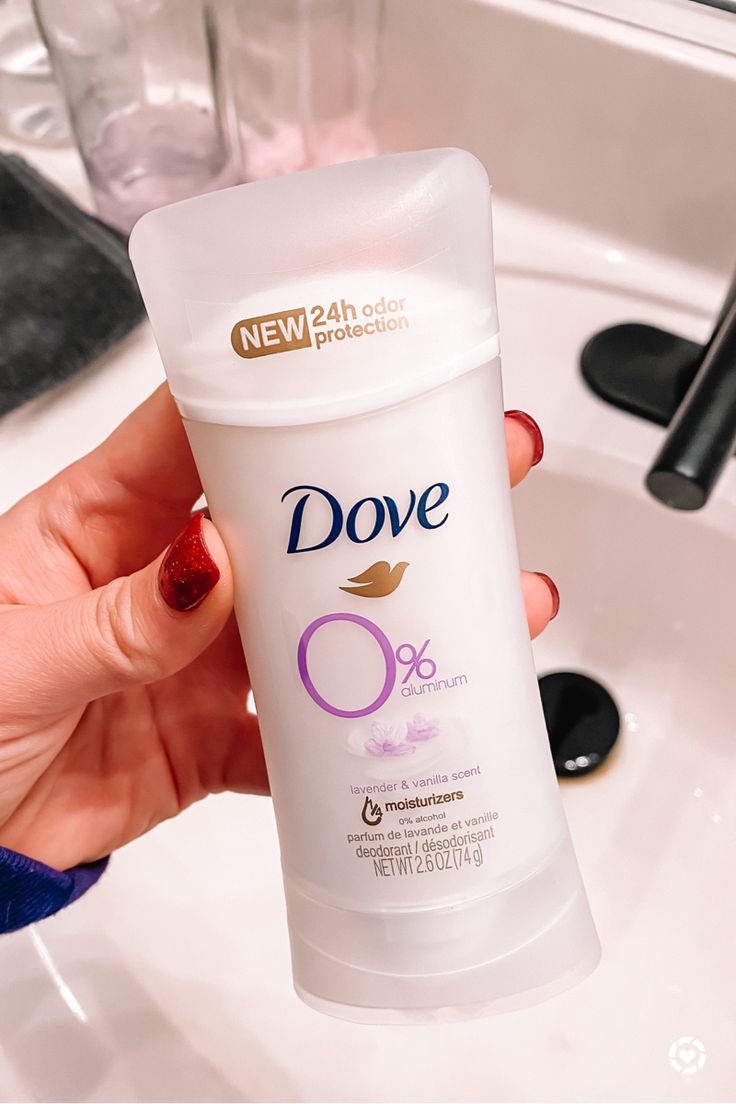 NEW 24h odor
protection
Dove
0%
aluminum
lavender & vanilla scent
1/4 moisturizers
0% alcohol
parfum de lavande et vanille
deodorant / désodorisant
NET WT 2.6 OZ (74 g)